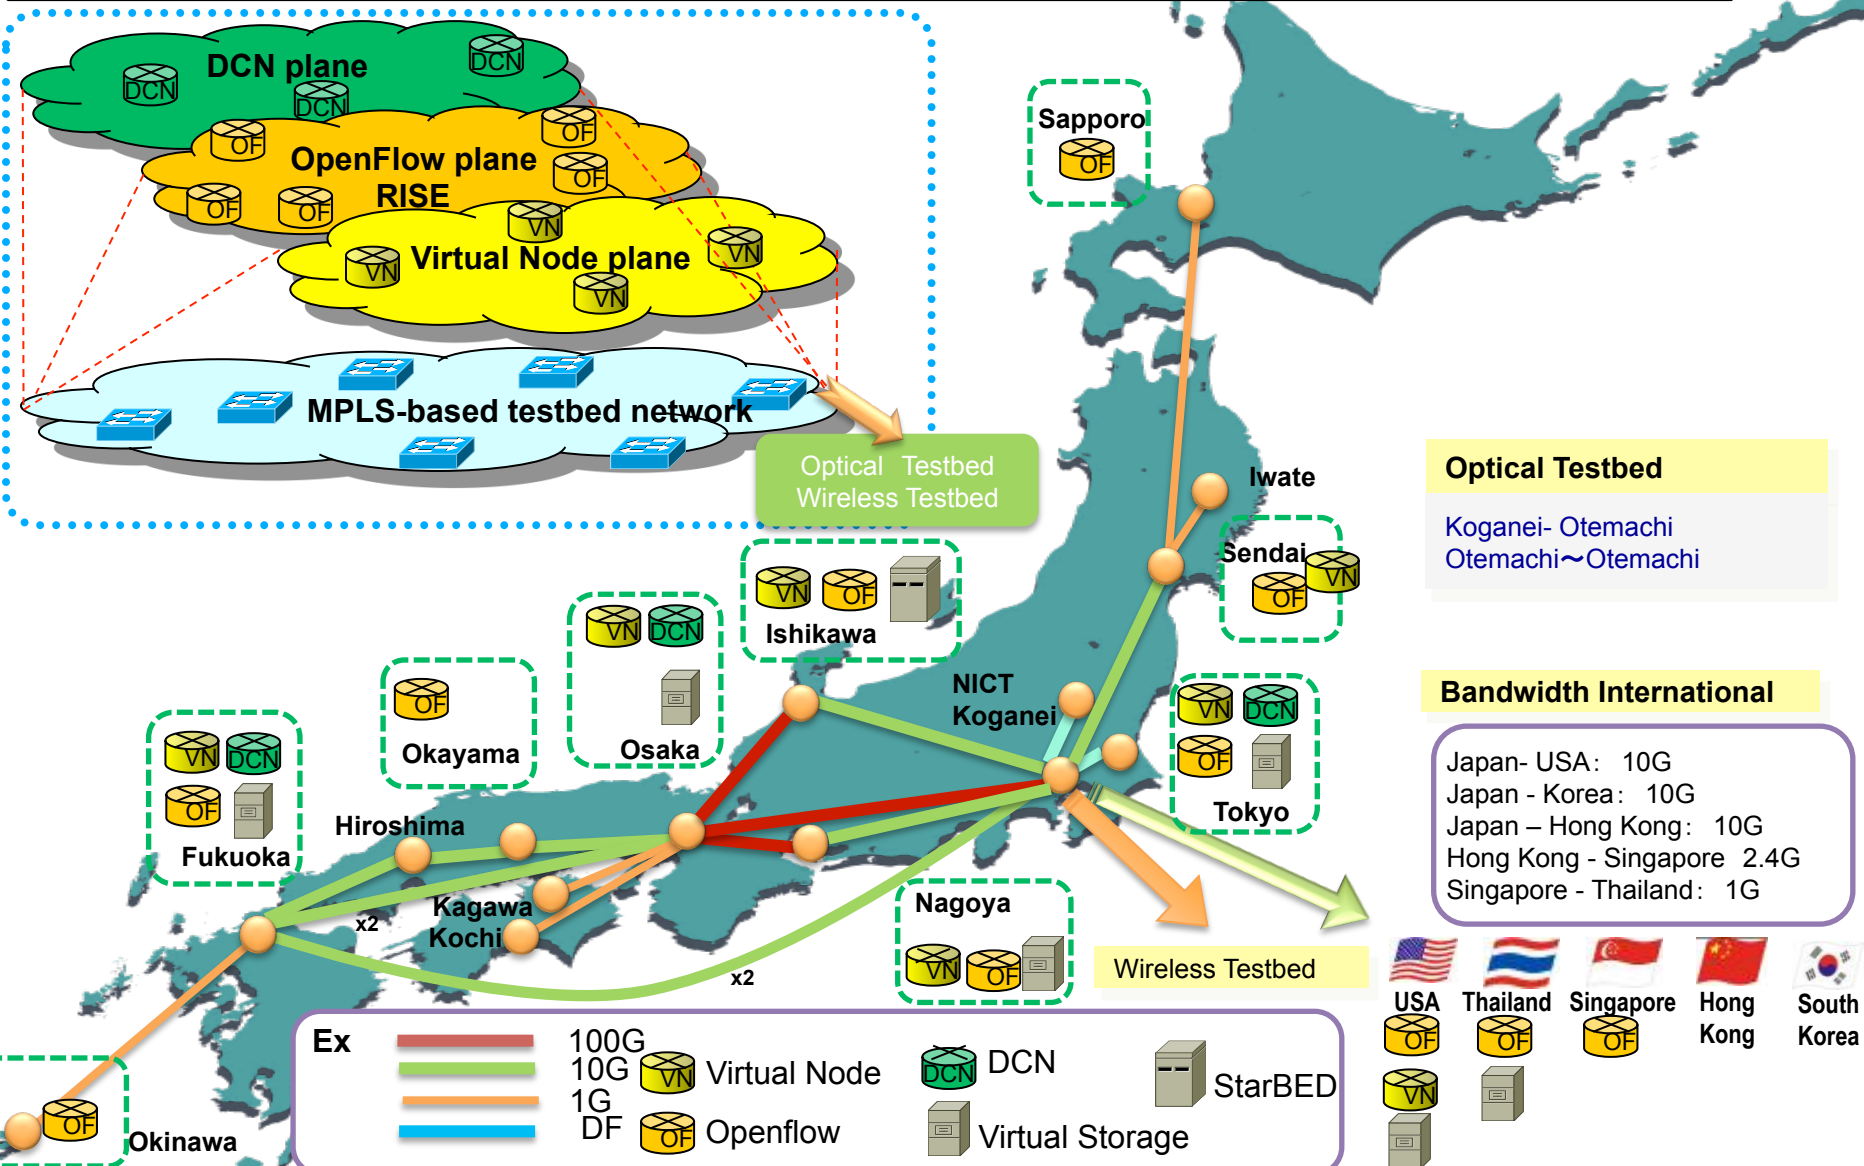 DCN plane
DCN
DCN
DCN
OpenFlow plane
RISE
OF
OF
OF
OF
OF
Virtual Node plane
VN
VN
VN
VN
MPLS-based testbed network
Optical Testbed
Wireless Testbed
Sapporo
OF
Iwate
Sendai
OF
VN
Optical Testbed
Koganei- Otemachi
Otemachi～Otemachi
VN
OF
Ishikawa
VN
DCN
Osaka
OF
Okayama
VN
DCN
OF
Fukuoka
Hiroshima
NICT
Koganei
VN
DCN
OF
Tokyo
Bandwidth International
Japan- USA： 10G
Japan - Korea： 10G
Japan – Hong Kong： 10G
Hong Kong - Singapore 2.4G
Singapore - Thailand： 1G
Kagawa
Kochi
x2
x2
Nagoya
VN
OF
Wireless Testbed
USA
OF
VN
Thailand
OF
Singapore
OF
Hong
Kong
South
Korea
OF
Okinawa
Ex
100G
10G
1G
DF
VN
Virtual Node
OF
Openflow
DCN
DCN
Virtual Storage
StarBED